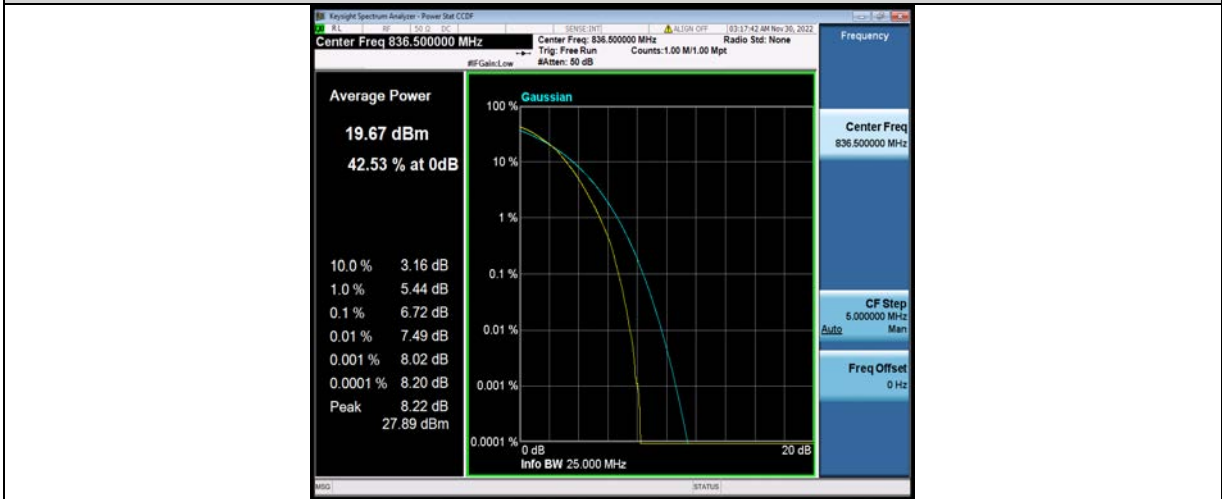 Keysight Spectrum Analyzer - Power Stat CCDF
RL RF 50 Ω DC SENSE:INT ALIGN OFF 03:17:42 AM Nov 30, 2022
Center Freq 836.500000 MHz
Center Freq: 836.500000 MHz Radio Std: None
Trig: Free Run Counts:1.00 M/1.00 Mpt
#IFGain:Low #Atten: 50 dB
Frequency
Average Power
19.67 dBm
42.53 % at 0dB
10.0 % 3.16 dB
1.0 % 5.44 dB
0.1 % 6.72 dB
0.01 % 7.49 dB
0.001 % 8.02 dB
0.0001 % 8.20 dB
Peak 8.22 dB
27.89 dBm
Gaussian
100 %
10 %
1 %
0.1 %
0.01 %
0.001 %
0.0001 %
0 dB 20 dB
Info BW 25.000 MHz
Center Freq
836.500000 MHz
CF Step
5.000000 MHz
Auto Man
Freq Offset
0 Hz
MSG STATUS